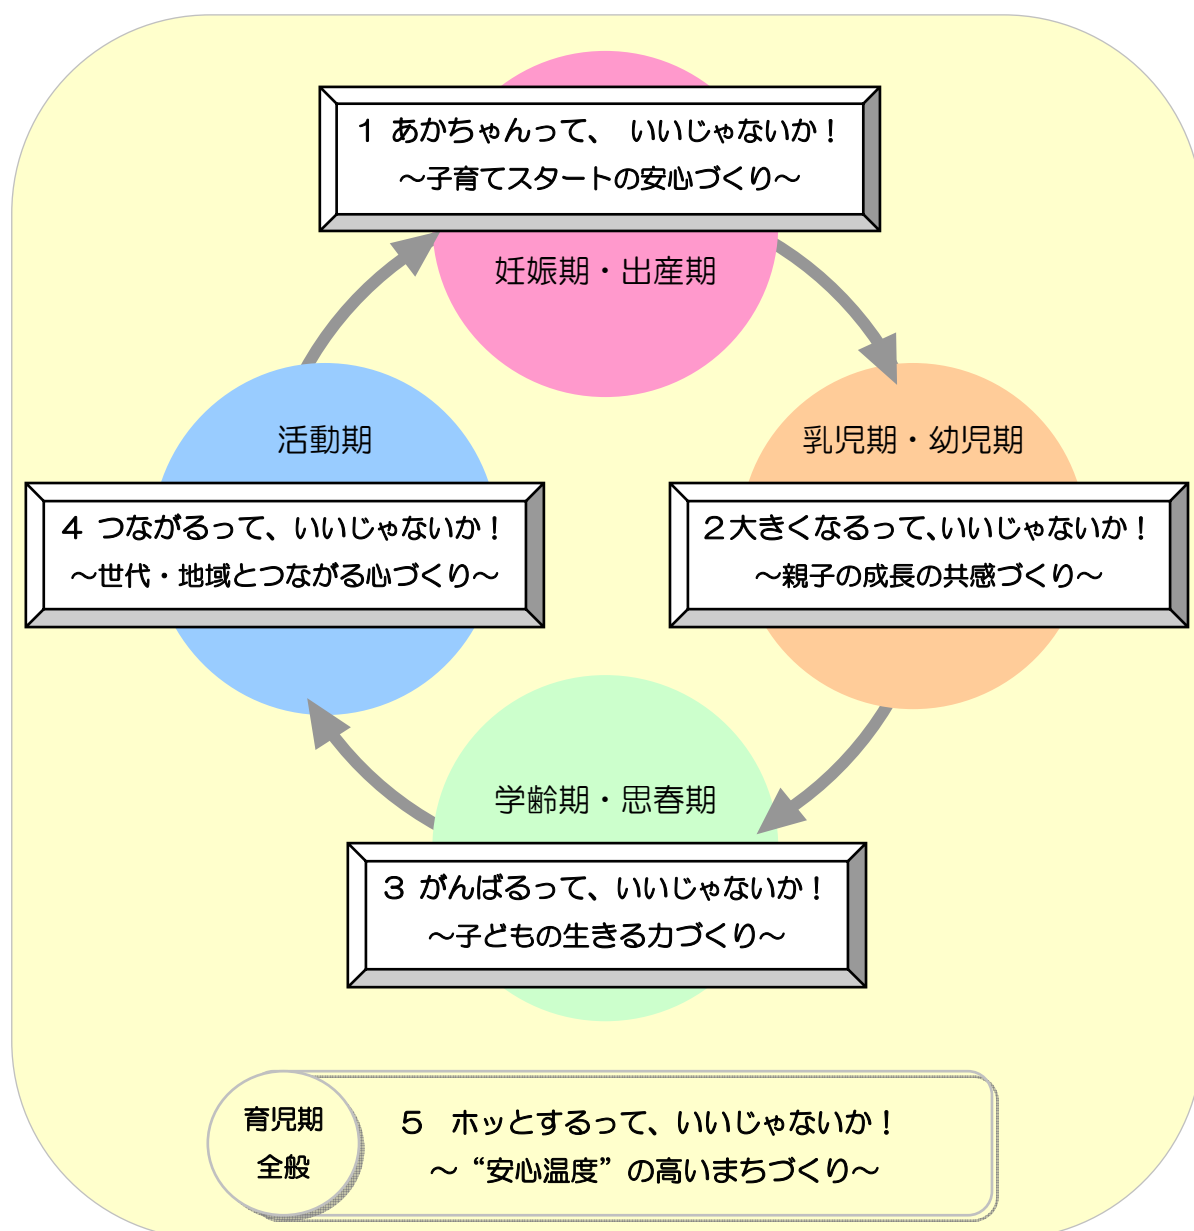 1 あかちゃんって、 いいじゃないか！
～子育てスタートの安心づくり～
妊娠期・出産期
活動期
4 つながるって、いいじゃないか！
～世代・地域とつながる心づくり～
乳児期・幼児期
2大きくなるって、いいじゃないか！
～親子の成長の共感づくり～
学齢期・思春期
3 がんばるって、いいじゃないか！
～子どもの生きる力づくり～
育児期
全般
5　ホッとするって、いいじゃないか！
～“安心温度”の高いまちづくり～